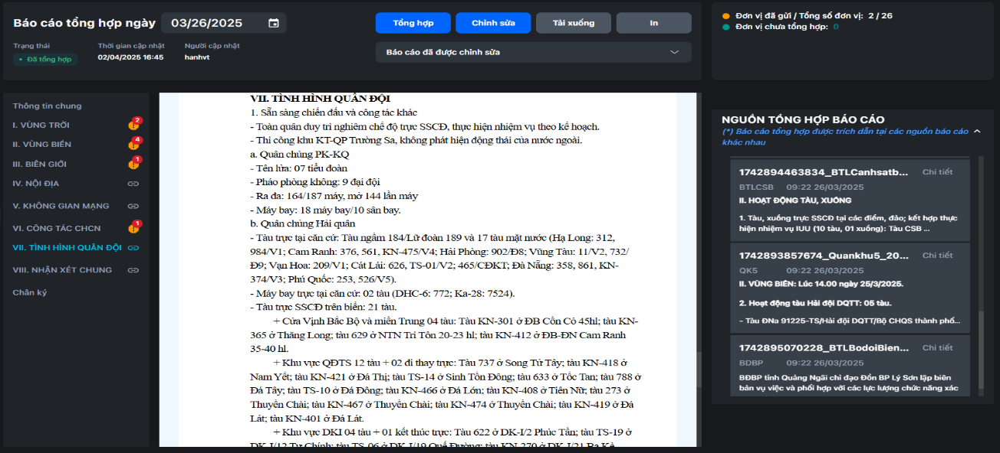 Báo cáo tổng hợp ngày 03/26/2025
Trạng thái
Đã tổng hợp
Thời gian cập nhật
02/04/2025 16:45
Người cập nhật
hanhvt
Tổng hợp
Chỉnh sửa
Tải xuống
In
Báo cáo đã được chỉnh sửa
Đơn vị đã gửi / Tổng số đơn vị: 2 / 26
Đơn vị chưa tổng hợp: 0
Thông tin chung
I. VÙNG TRỜI 2
II. VÙNG BIỂN 4
III. BIÊN GIỚI 1
IV. NỘI ĐỊA
V. KHÔNG GIAN MẠNG
VI. CÔNG TÁC CHCN 1
VII. TÌNH HÌNH QUÂN ĐỘI
VIII. NHẬN XÉT CHUNG
Chân ký
VII. TÌNH HÌNH QUÂN ĐỘI
1. Sẵn sàng chiến đấu và công tác khác
- Toàn quân duy trì nghiêm chế độ trực SSCĐ, thực hiện nhiệm vụ theo kế hoạch.
- Thi công khu KT-QP Trường Sa, không phát hiện động thái của nước ngoài.
a. Quân chủng PK-KQ
- Tên lửa: 07 tiểu đoàn
- Pháo phòng không: 9 đại đội
- Ra đa: 164/187 máy, mở 144 lần máy
- Máy bay: 18 máy bay/10 sân bay.
b. Quân chủng Hải quân
- Tàu trực tại căn cứ: Tàu ngầm 184/Lữ đoàn 189 và 17 tàu mặt nước (Hạ Long: 312,
984/V1; Cam Ranh: 376, 561, KN-475/V4; Hải Phòng: 902/Đ8; Vũng Tàu: 11/V2, 732/
Đ9; Vạn Hoa: 209/V1; Cát Lái: 626, TS-01/V2; 465/CĐKT; Đà Nẵng: 358, 861, KN-
374/V3; Phú Quốc: 253, 526/V5).
- Máy bay trực tại căn cứ: 02 tàu (DHC-6: 772; Ka-28: 7524).
- Tàu trực SSCĐ trên biển: 21 tàu.
+ Cửa Vịnh Bắc Bộ và miền Trung 04 tàu: Tàu KN-301 ở ĐB Cồn Cỏ 45hl; tàu KN-
365 ở Thăng Long; tàu 629 ở NTN Tri Tôn 20-23 hl; tàu KN-412 ở ĐB-ĐN Cam Ranh
35-40 hl.
+ Khu vực QĐTS 12 tàu + 02 đi thay trực: Tàu 737 ở Song Tử Tây; tàu KN-418 ở
Nam Yết; tàu KN-421 ở Đá Thị; tàu TS-14 ở Sinh Tồn Đông; tàu 633 ở Tốc Tan; tàu 788 ở
Đá Tây; tàu TS-10 ở Đá Đông; tàu KN-466 ở Đá Lớn; tàu KN-408 ở Tiên Nữ; tàu 273 ở
Thuyền Chài; tàu KN-467 ở Thuyền Chài; tàu KN-474 ở Thuyền Chài; tàu KN-419 ở Đá
Lát; tàu KN-401 ở Đá Lát.
+ Khu vực DKI 04 tàu + 01 kết thúc trực: Tàu 622 ở DK-I/2 Phúc Tần; tàu TS-19 ở
DK-I/12 Tư Chính; tàu TS-06 ở DK-I/19 Quế Đường; tàu KN-270 ở DK-I/21 Ba Kè
NGUỒN TỔNG HỢP BÁO CÁO
(*) Báo cáo tổng hợp được trích dẫn tại các nguồn báo cáo
khác nhau
1742894463834_BTLCanhsatb... Chi tiết
BTLCSB 09:22 26/03/2025
II. HOẠT ĐỘNG TÀU, XUỒNG
1. Tàu, xuồng trực SSCĐ tại các điểm, đảo; kết hợp thực
hiện nhiệm vụ IUU (10 tàu, 01 xuồng): Tàu CSB ...
1742893857674_Quankhu5_20... Chi tiết
QK5 09:22 26/03/2025
II. VÙNG BIỂN: Lúc 14.00 ngày 25/3/2025.
2. Hoạt động tàu Hải đội DQTT: 05 tàu.
- Tàu ĐNa 91225-TS/Hải đội DQTT/Bộ CHQS thành phố...
1742895070228_BTLBodoiBien... Chi tiết
BĐBP 09:22 26/03/2025
BĐBP tỉnh Quảng Ngãi chỉ đạo Đồn BP Lý Sơn lập biên
bản vụ việc và phối hợp với các lực lượng chức năng xác